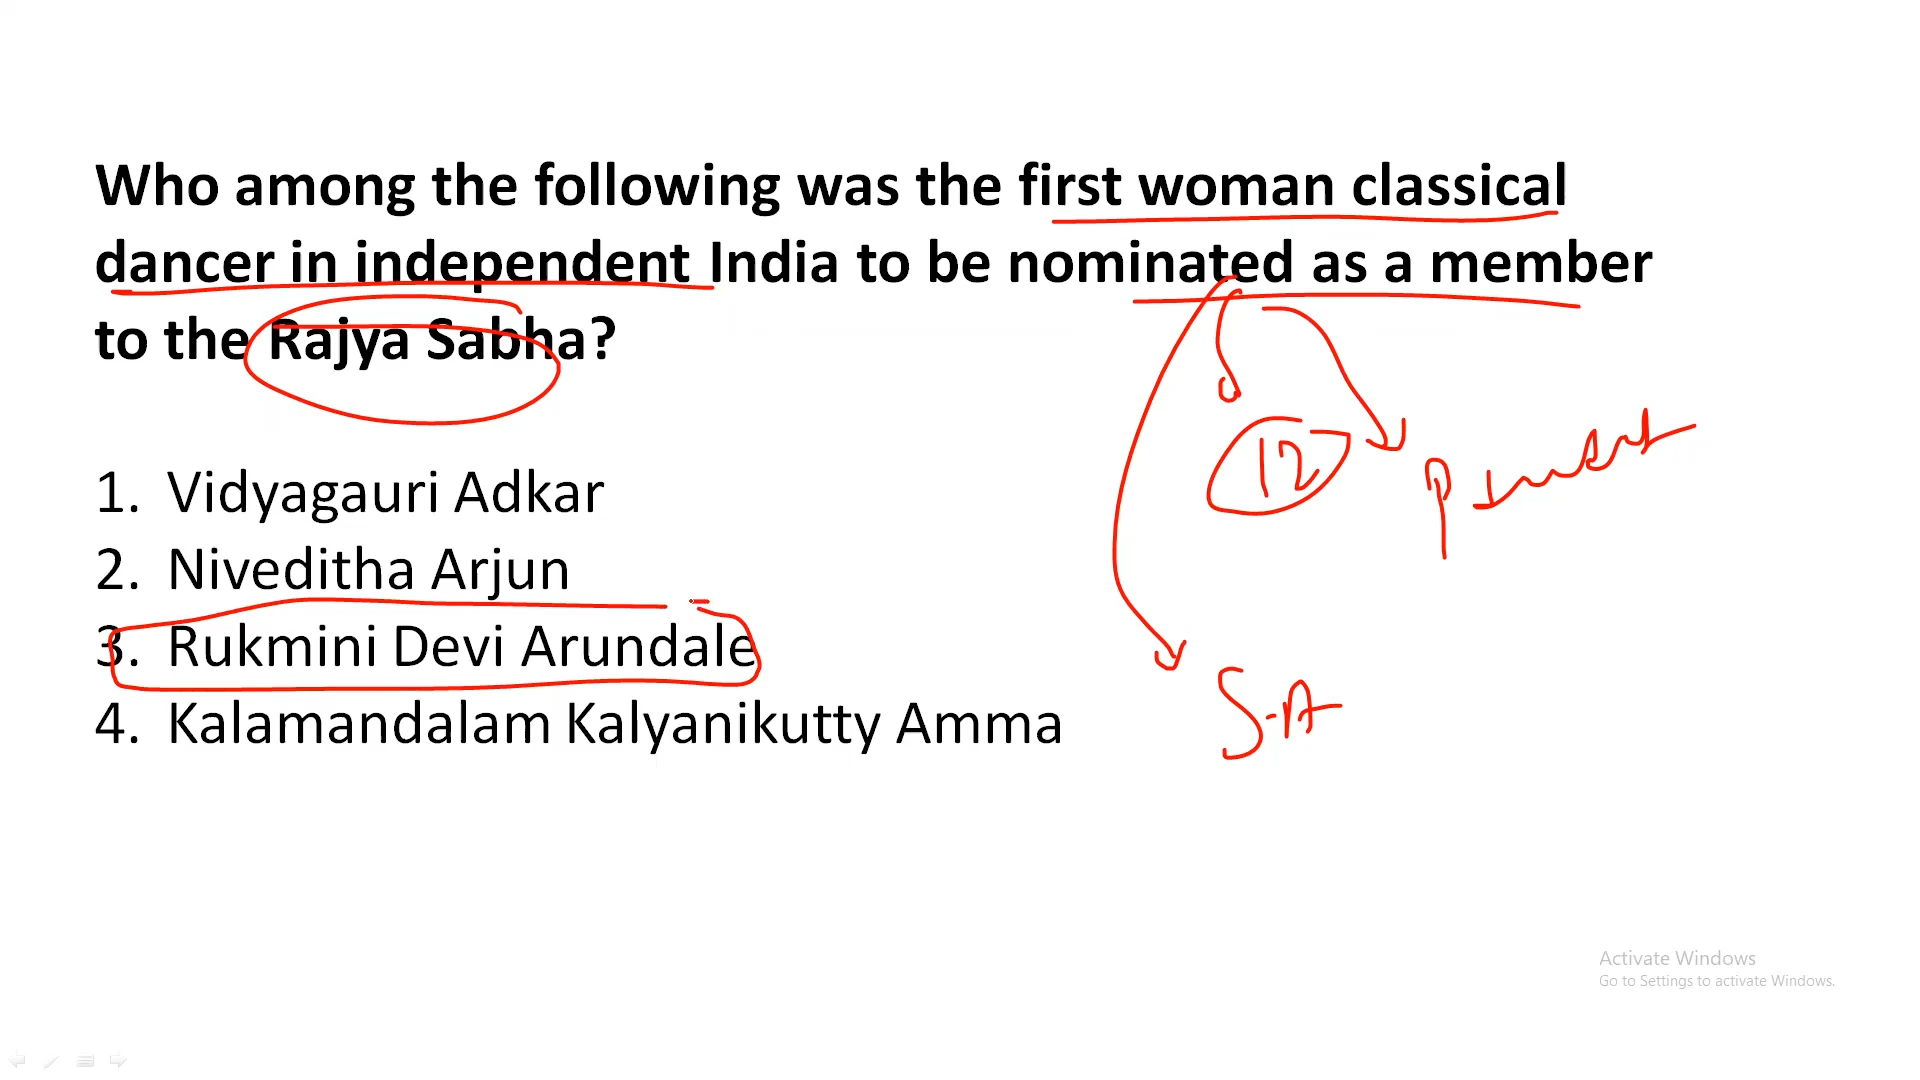 Who among the following was the first woman classical
dancer in independent India to be nominated as a member
to the Rajya Sabha?
1. Vidyagauri Adkar
2. Niveditha Arjun
3. Rukmini Devi Arundale
4. Kalamandalam Kalyanikutty Amma
12
S-A
Activate Windows
Go to Settings to activate Windows.